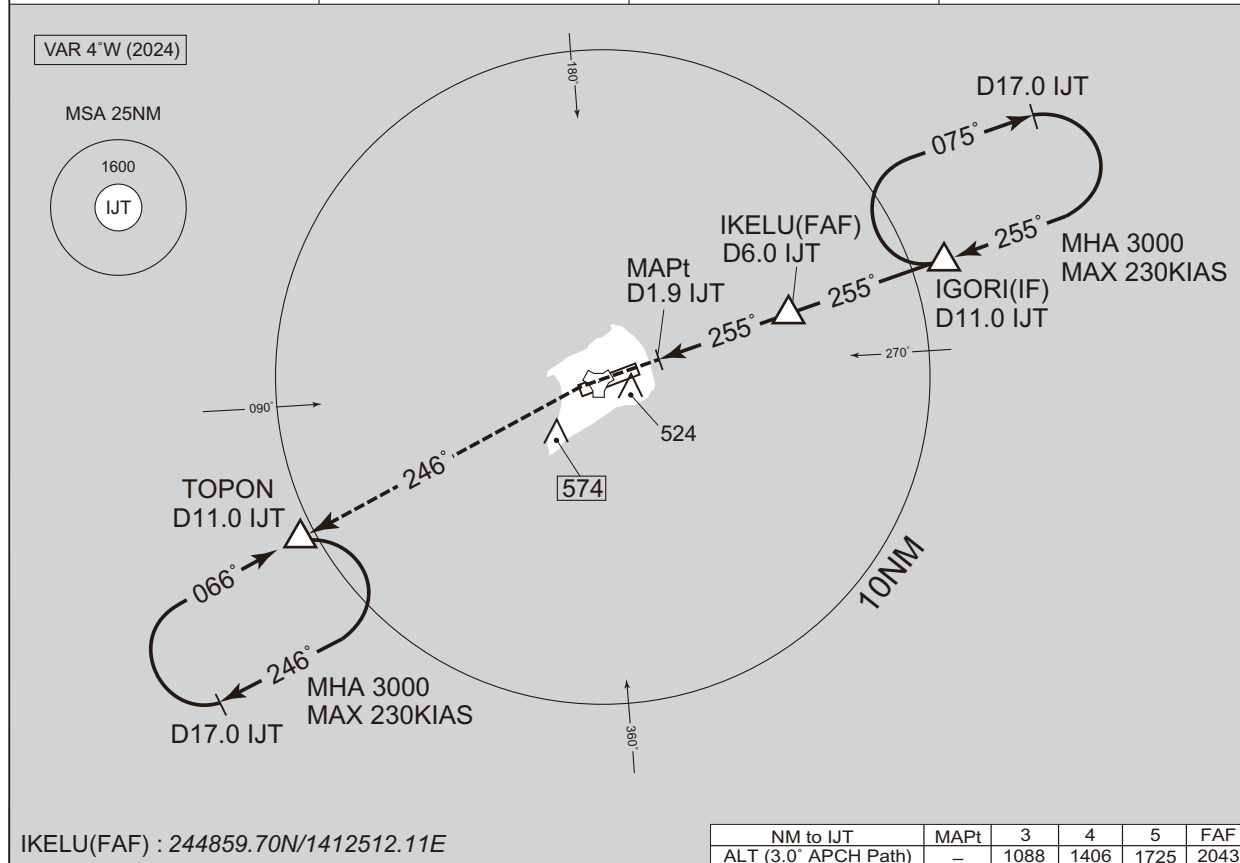 VAR 4°W (2024)
MSA 25NM
1600
IJT
180°
D17.0 IJT
075°
255°
MHA 3000
MAX 230KIAS
IKELU(FAF)
D6.0 IJT
255°
IGORI(IF)
D11.0 IJT
MAPt
D1.9 IJT
255°
270°
090°
524
574
246°
TOPON
D11.0 IJT
066°
246°
MHA 3000
MAX 230KIAS
D17.0 IJT
10NM
360°
IKELU(FAF) : 244859.70N/1412512.11E
NM to IJT MAPt 3 4 5 FAF
ALT (3.0° APCH Path) – 1088 1406 1725 2043